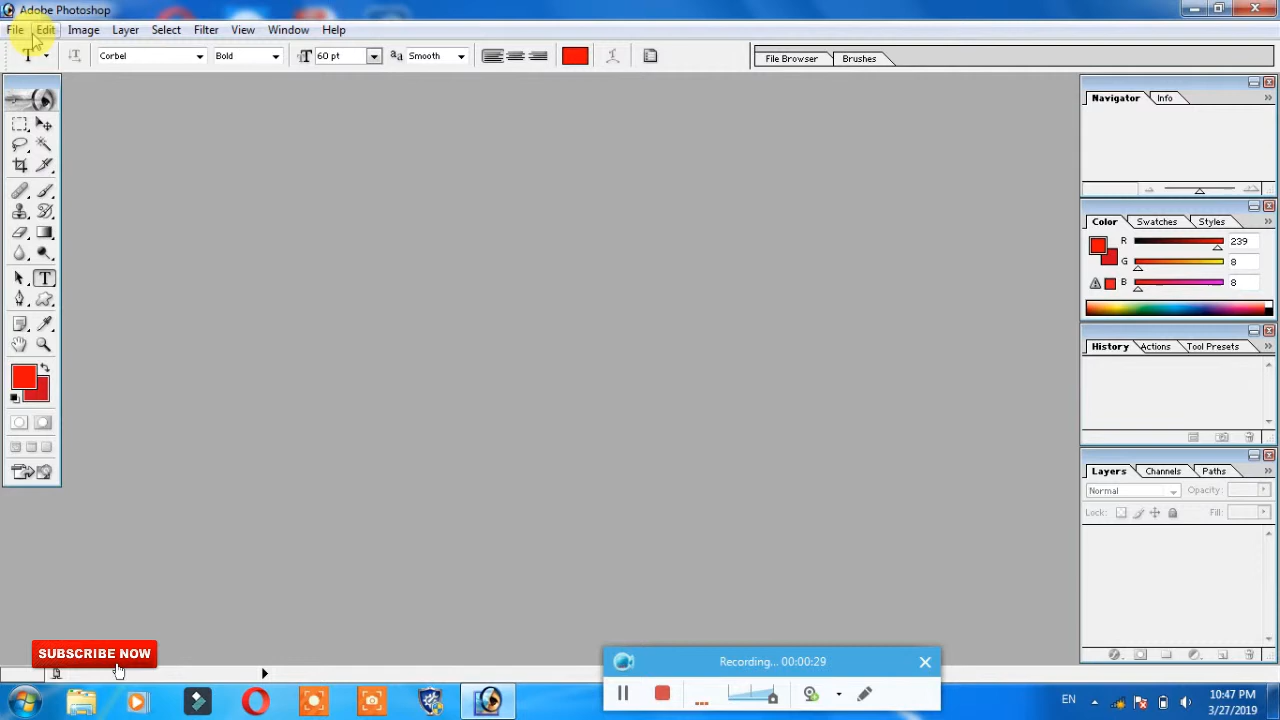 Adobe Photoshop
File Edit Image Layer Select Filter View Window Help
T Corbel Bold T 60 pt aa Smooth File Browser Brushes
Navigator Info
Color Swatches Styles
R 239
G 8
B 8
T
History Actions Tool Presets
Layers Channels Paths
Normal Opacity:
Lock: Fill:
SUBSCRIBE NOW
Recording... 00:00:29
EN
10:47 PM
3/27/2019